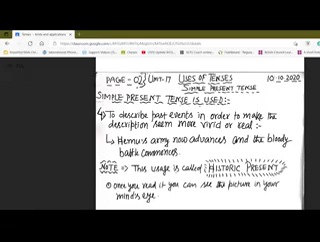 PAGE - 03 UNIT-17 USES OF TENSES 10.10.2020
SIMPLE PRESENT TENSE
SIMPLE PRESENT TENSE IS USED:-
4) To describe past events in order to make the
description seem more vivid or real:-
↳ Hemu's army now advances and the bloody
battle commences.
NOTE ⇒ This usage is called HISTORIC PRESENT
once you read it you can see the picture in your
mind's eye